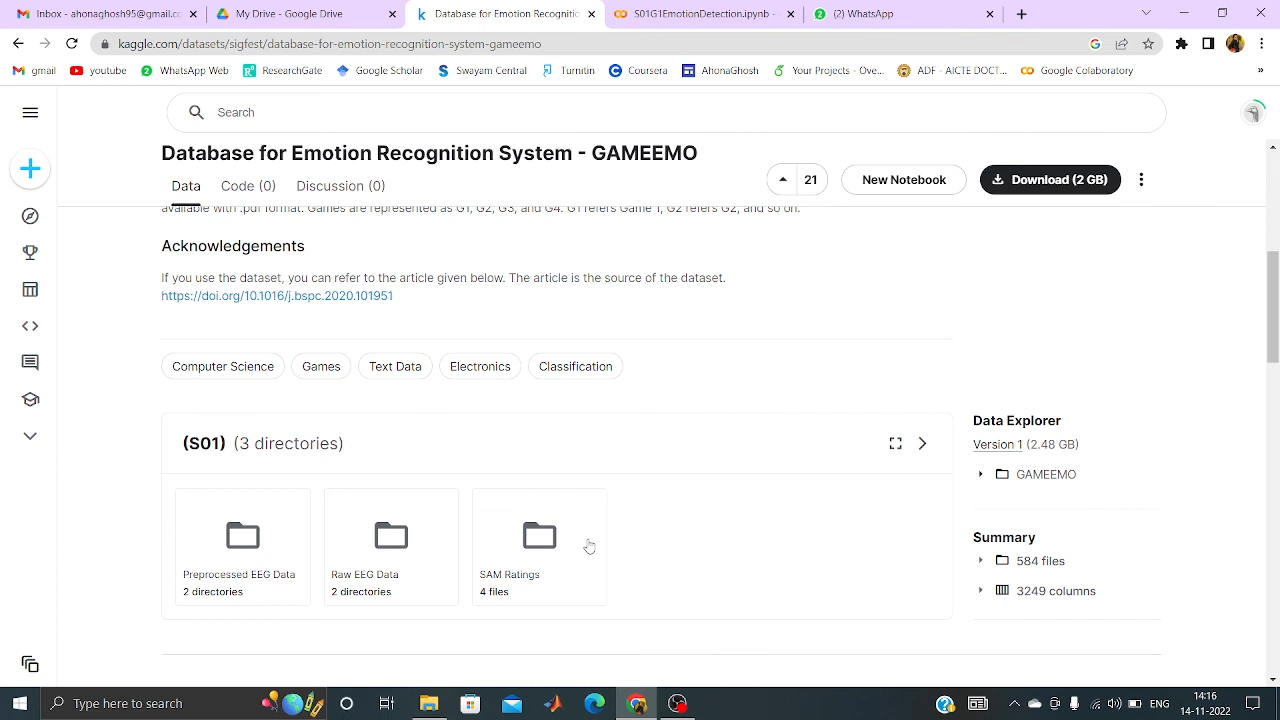 Inbox - ahonaghosh95@gmail.co
My Drive - Google Drive
Database for Emotion Recognitic
S01G1EmotionDetection.ipynb -
(2) WhatsApp
kaggle.com/datasets/sigfest/database-for-emotion-recognition-system-gameemo
gmail
youtube
WhatsApp Web
ResearchGate
Google Scholar
Swayam Central
Turnitin
Coursera
AhonaGhosh
Your Projects - Ove...
ADF - AICTE DOCT...
Google Colaboratory
Search
Database for Emotion Recognition System - GAMEEMO
Data Code (0) Discussion (0)
21
New Notebook
Download (2 GB)
available with .pdf format. Games are represented as G1, G2, G3, and G4. G1 refers Game 1, G2 refers G2, and so on.
Acknowledgements
If you use the dataset, you can refer to the article given below. The article is the source of the dataset.
https://doi.org/10.1016/j.bspc.2020.101951
Computer Science Games Text Data Electronics Classification
(S01) (3 directories)
Preprocessed EEG Data
2 directories
Raw EEG Data
2 directories
SAM Ratings
4 files
Data Explorer
Version 1 (2.48 GB)
GAMEEMO
Summary
584 files
3249 columns
Type here to search
ENG
14:16
14-11-2022